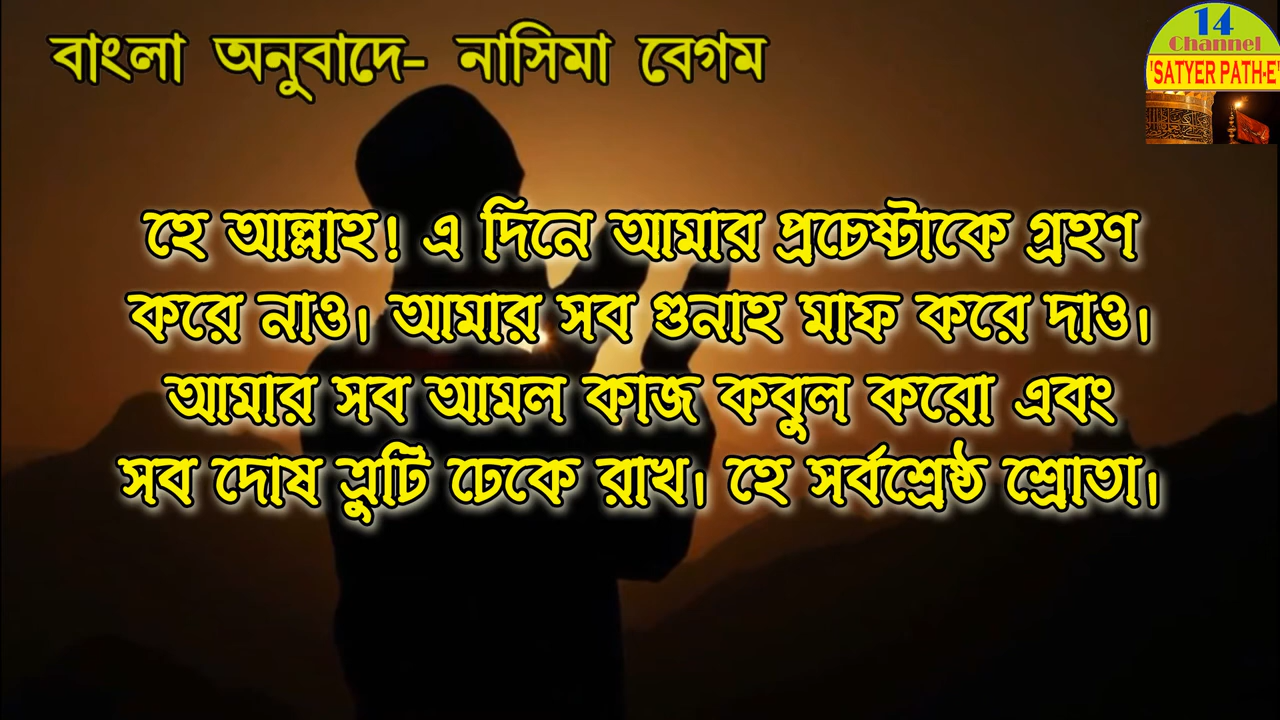 বাংলা অনুবাদে- নাসিমা বেগম
14
Channel
'SATYER PATH-E'
হে আল্লাহ! এ দিনে আমার প্রচেষ্টাকে গ্রহণ
করে নাও। আমার সব গুনাহ মাফ করে দাও।
আমার সব আমল কাজ কবুল করো এবং
সব দোষ ত্রুটি ঢেকে রাখ। হে সর্বশ্রেষ্ঠ শ্রোতা।